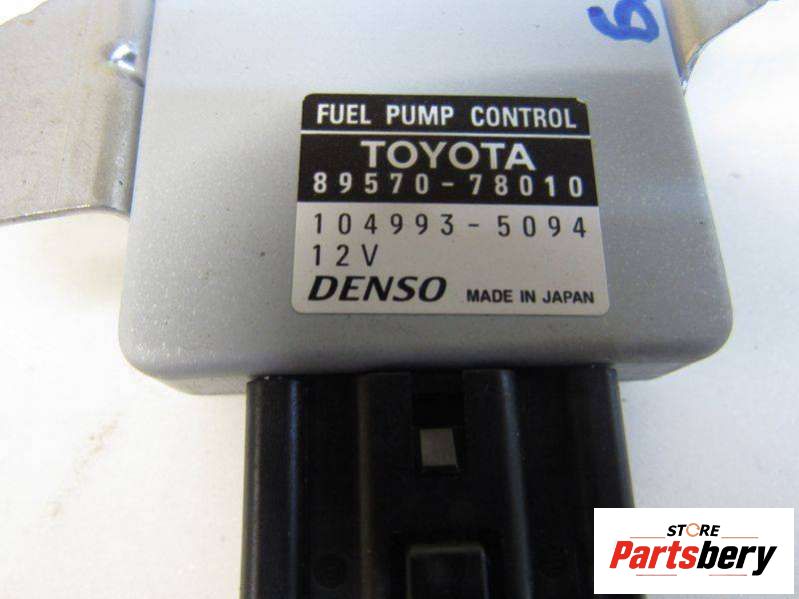 FUEL PUMP CONTROL
TOYOTA
89570-78010
104993-5094
12V
DENSO MADE IN JAPAN
STORE
Partsbery